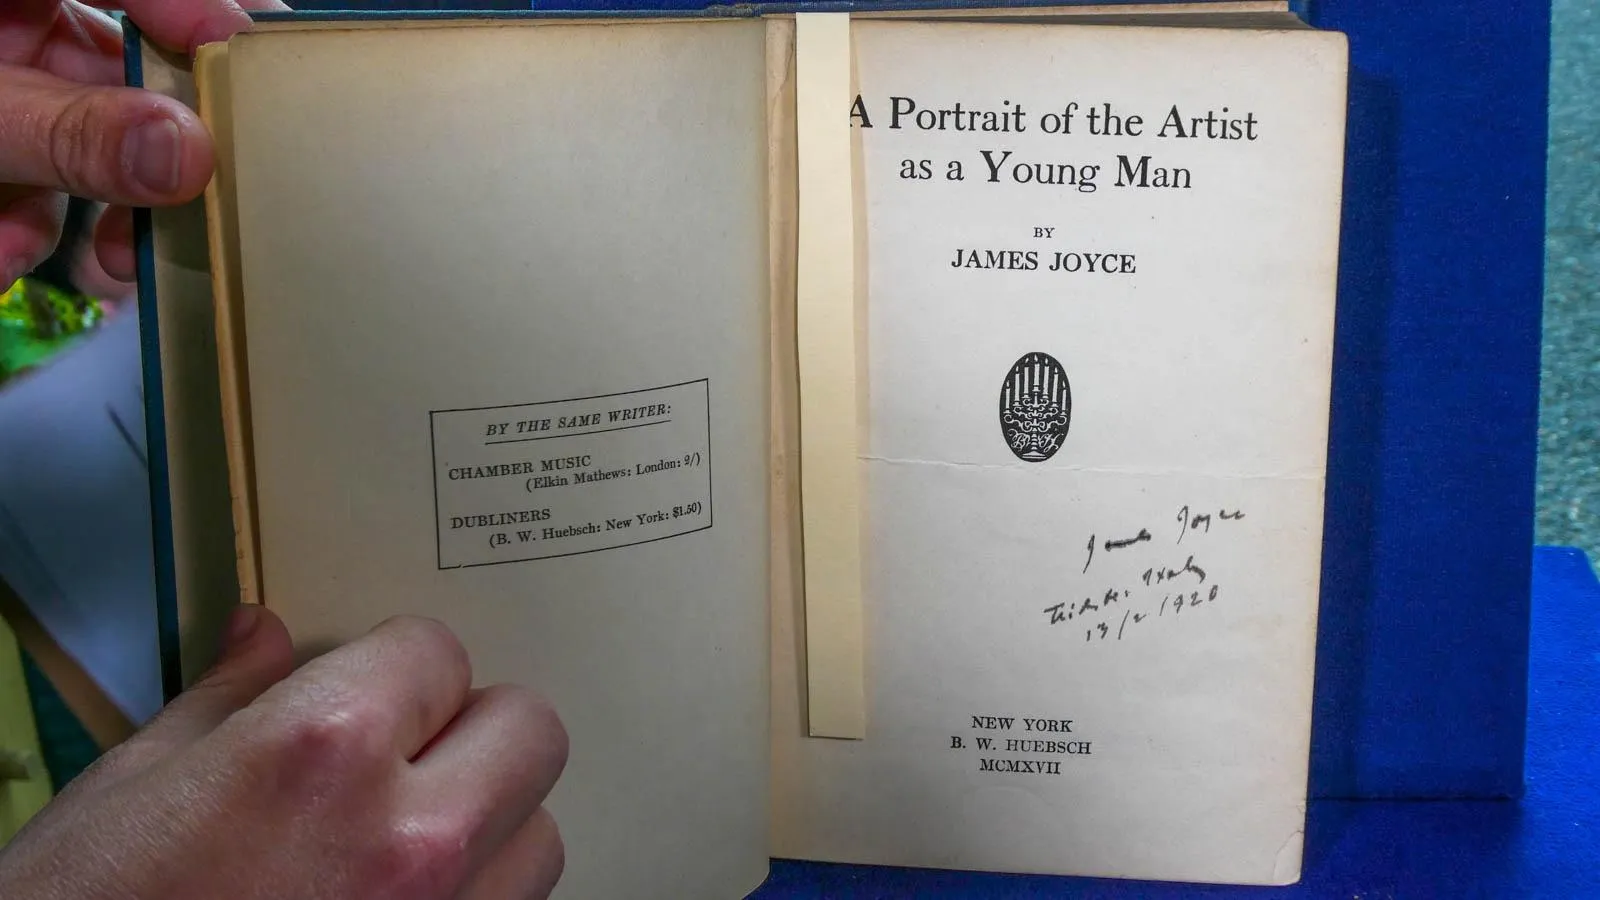 BY THE SAME WRITER:
CHAMBER MUSIC
(Elkin Mathews: London: 2/)
DUBLINERS
(B. W. Huebsch: New York: $1.50)
A Portrait of the Artist
as a Young Man
BY
JAMES JOYCE
BWH
James Joyce
Trieste: Italy
13/2/1920
NEW YORK
B. W. HUEBSCH
MCMXVII